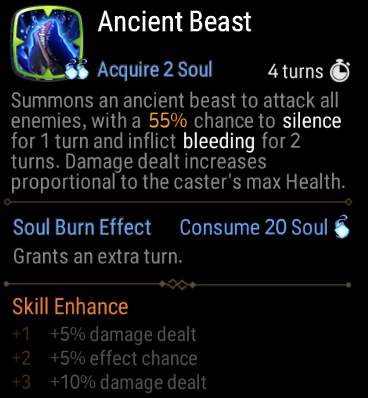 Ancient Beast
Acquire 2 Soul
4 turns
Summons an ancient beast to attack all
enemies, with a 55% chance to silence
for 1 turn and inflict bleeding for 2
turns. Damage dealt increases
proportional to the caster's max Health.
Soul Burn Effect
Consume 20 Soul
Grants an extra turn.
Skill Enhance
+1 +5% damage dealt
+2 +5% effect chance
+3 +10% damage dealt